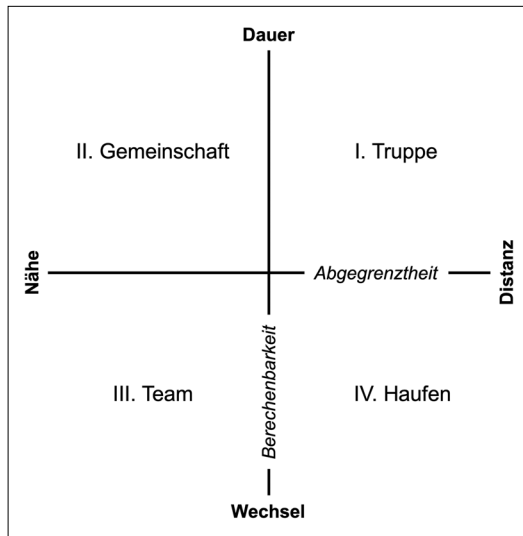 Dauer
II. Gemeinschaft
I. Truppe
Nähe
Abgegrenztheit
Distanz
III. Team
Berechenbarkeit
IV. Haufen
Wechsel